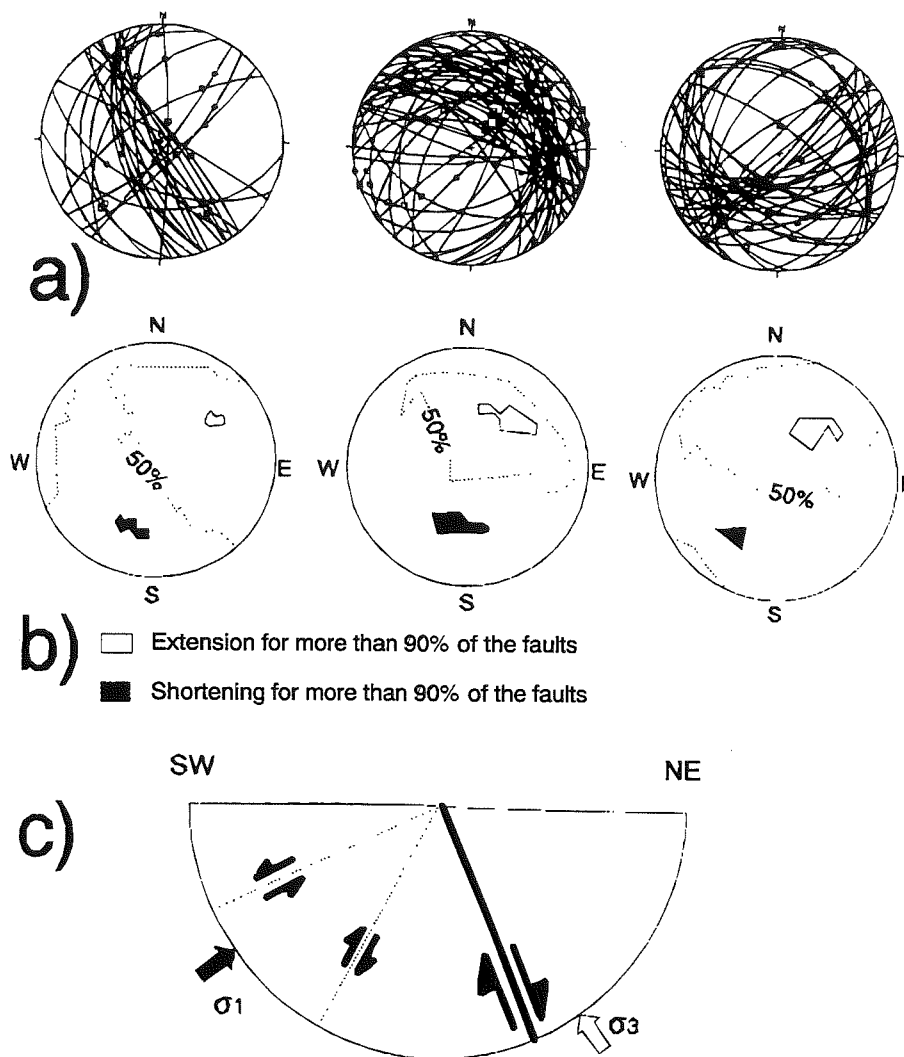 N N N
a)
N N N
50% 50% 50%
W E W E W
S S S
b)
Extension for more than 90% of the faults
Shortening for more than 90% of the faults
SW NE
c)
σ1 σ3